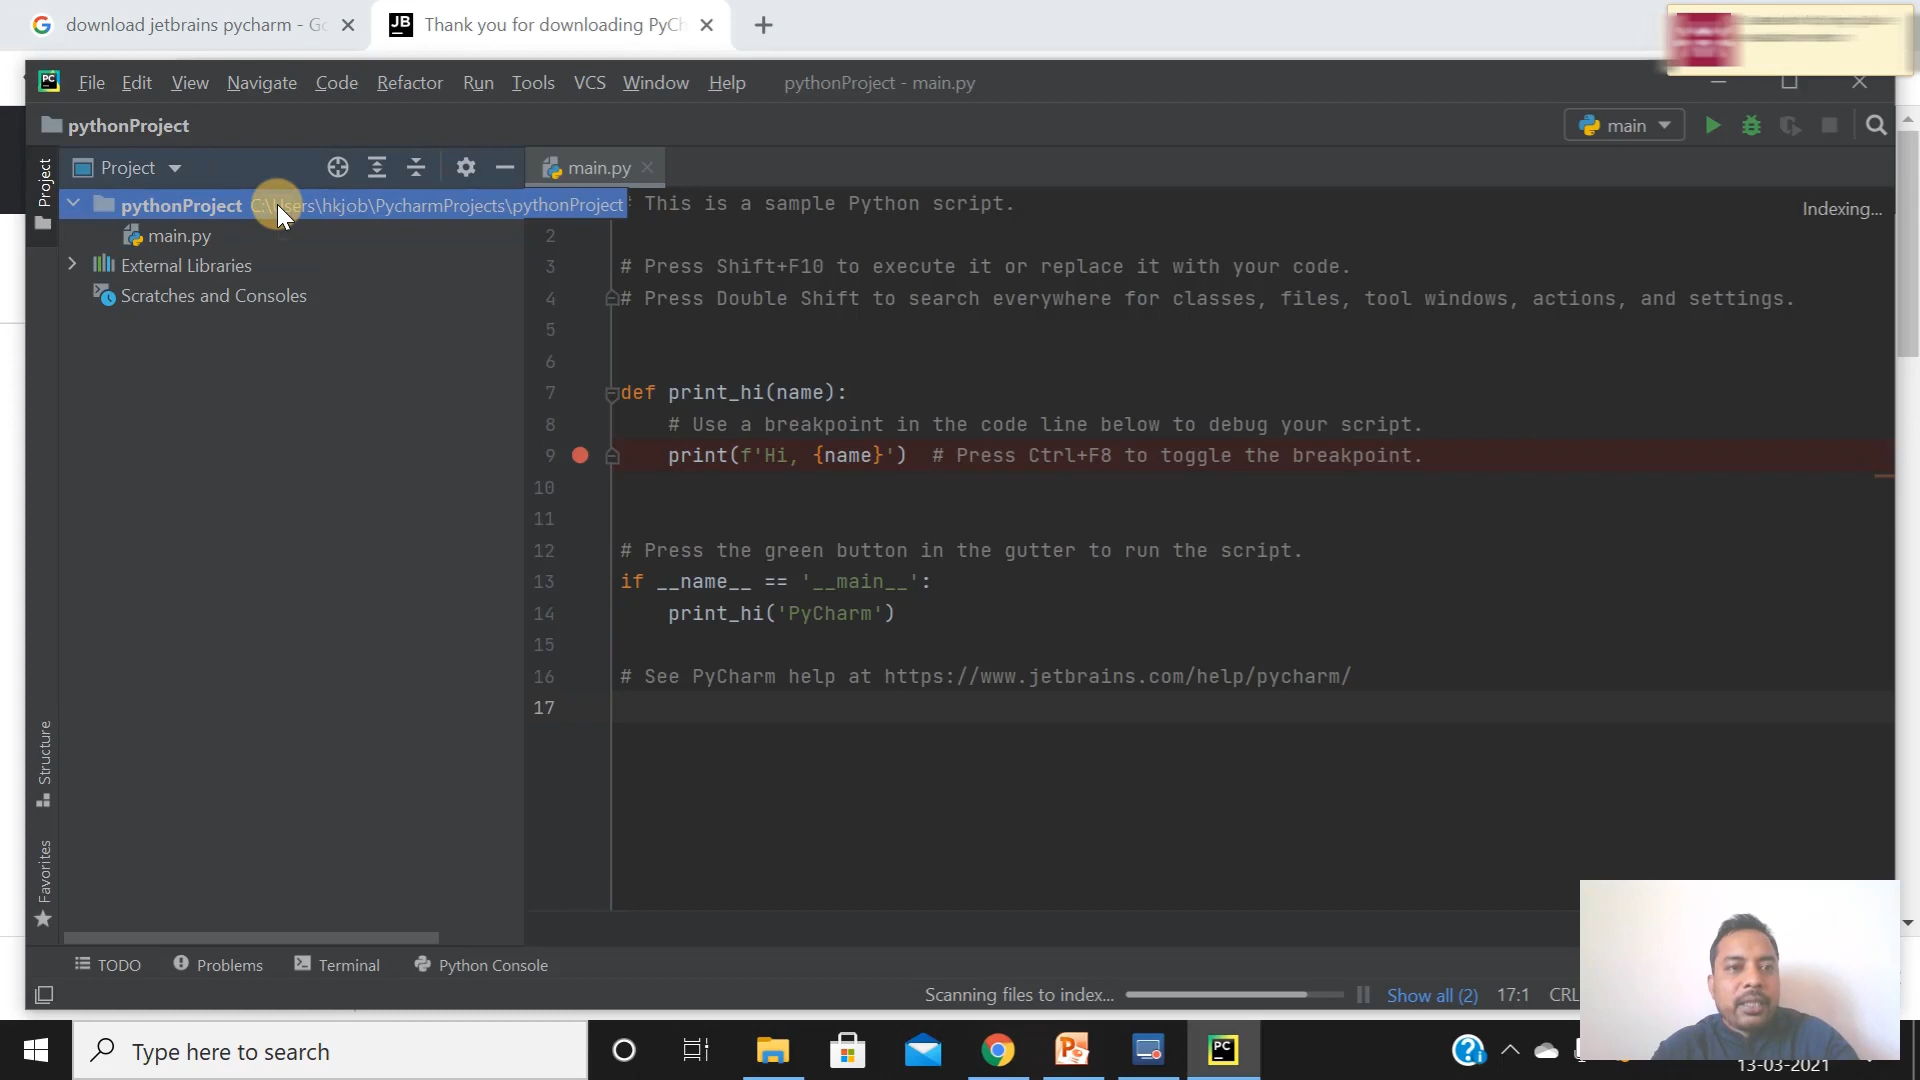 download jetbrains pycharm - Go
Thank you for downloading PyCh
File Edit View Navigate Code Refactor Run Tools VCS Window Help pythonProject - main.py
pythonProject
main
Project
main.py
Project
pythonProject C:\Users\hkjob\PycharmProjects\pythonProject
main.py
External Libraries
Scratches and Consoles
Indexing...
# This is a sample Python script.
2
3 # Press Shift+F10 to execute it or replace it with your code.
4 # Press Double Shift to search everywhere for classes, files, tool windows, actions, and settings.
5
6
7 def print_hi(name):
8 # Use a breakpoint in the code line below to debug your script.
9 print(f'Hi, {name}')  # Press Ctrl+F8 to toggle the breakpoint.
10
11
12 # Press the green button in the gutter to run the script.
13 if __name__ == '__main__':
14 print_hi('PyCharm')
15
16 # See PyCharm help at https://www.jetbrains.com/help/pycharm/
17
Structure
Favorites
TODO Problems Terminal Python Console
Scanning files to index... Show all (2) 17:1 CRL
Type here to search
13-03-2021